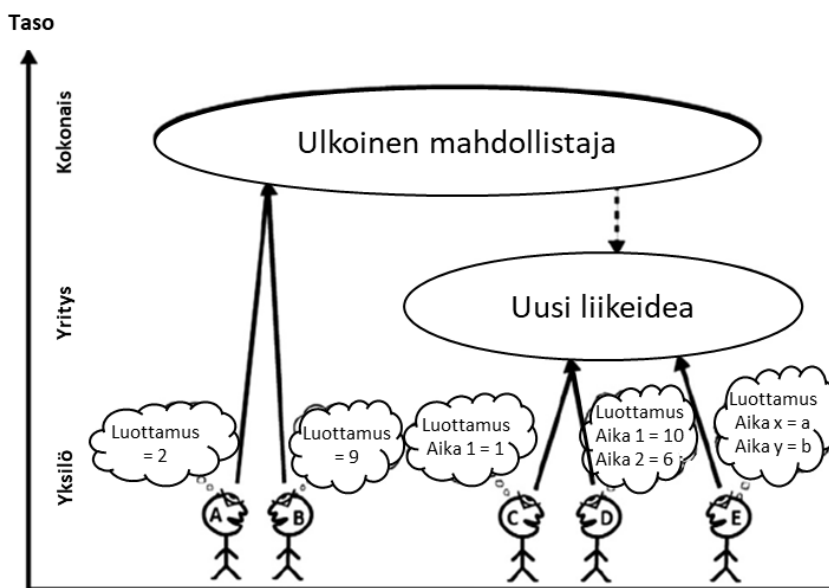 Taso
Kokonais
Ulkoinen mahdollistaja
Yritys
Uusi liikeidea
Yksilö
Luottamus
= 2
Luottamus
= 9
Luottamus
Aika 1 = 1
Luottamus
Aika 1 = 10
Aika 2 = 6
Luottamus
Aika x = a
Aika y = b
A
B
C
D
E